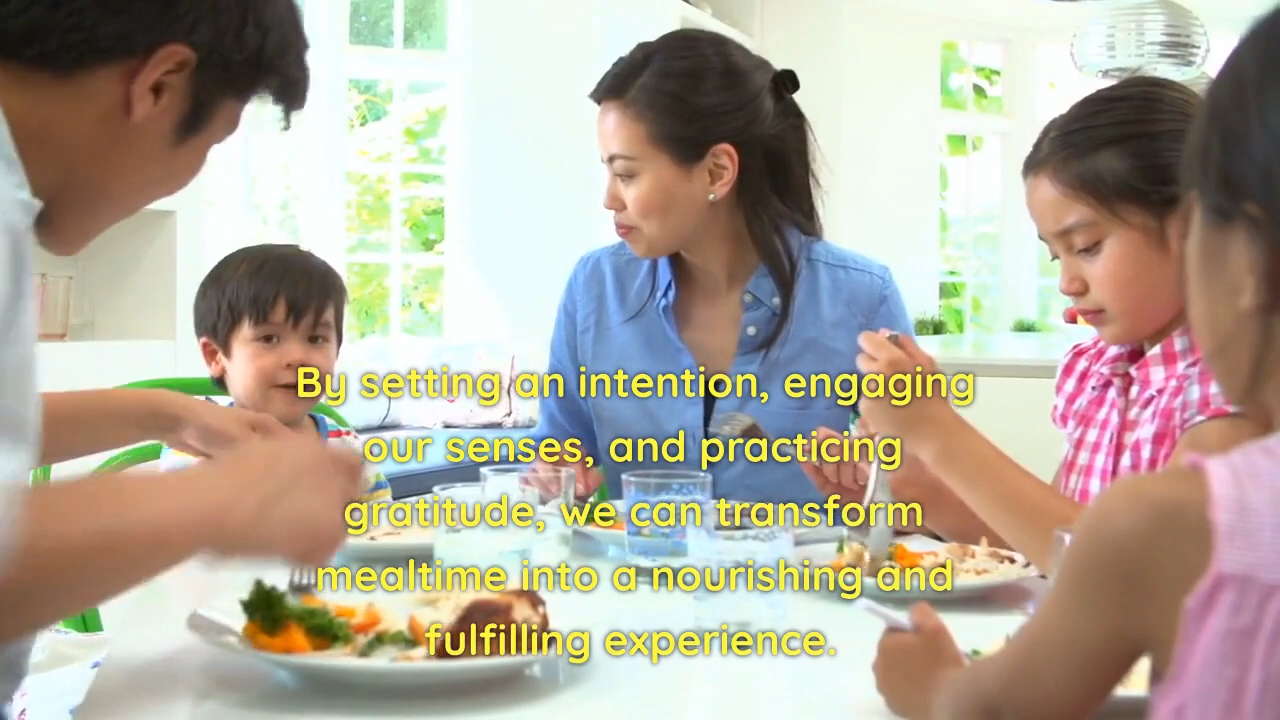 By setting an intention, engaging
our senses, and practicing
gratitude, we can transform
mealtime into a nourishing and
fulfilling experience.